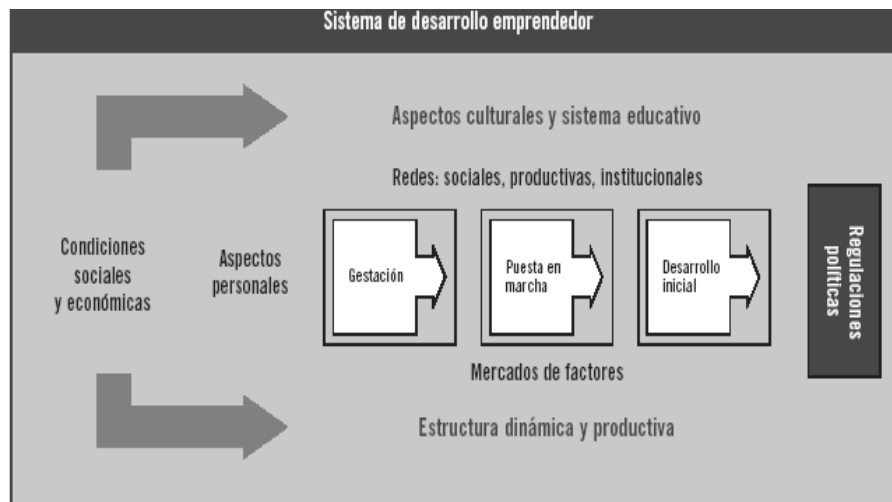 Sistema de desarrollo emprendedor
Aspectos culturales y sistema educativo
Redes: sociales, productivas, institucionales
Condiciones
sociales
y económicas
Aspectos
personales
Gestación
Puesta en
marcha
Desarrollo
inicial
Regulaciones
políticas
Mercados de factores
Estructura dinámica y productiva